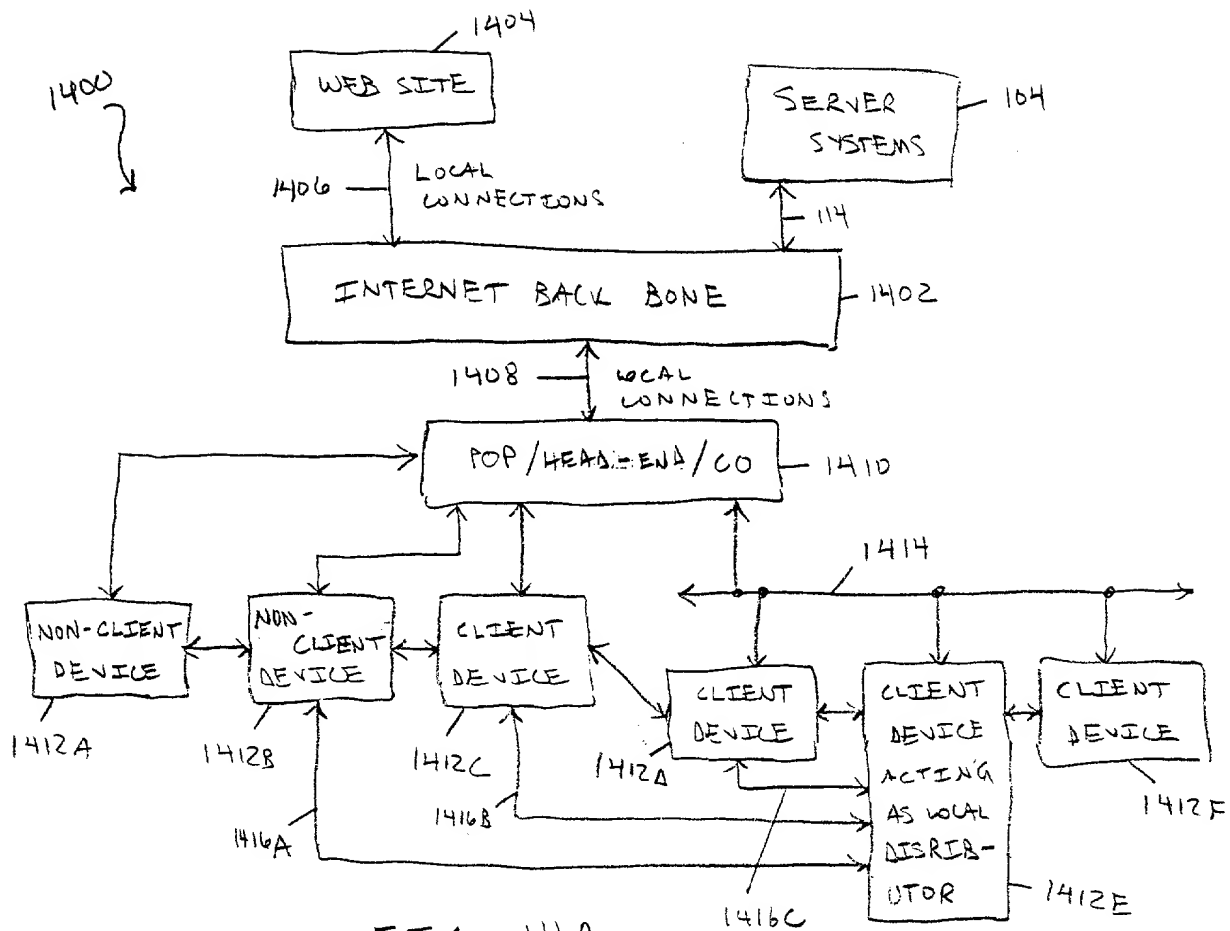 1404
1400
WEB SITE
SERVER
SYSTEMS
104
1406
LOCAL
CONNECTIONS
114
INTERNET BACK BONE
1402
1408
LOCAL
CONNECTIONS
POP/HEAD-END/CO
1410
1414
NON-CLIENT
DEVICE
NON-
CLIENT
DEVICE
CLIENT
DEVICE
CLIENT
DEVICE
CLIENT
DEVICE
ACTING
AS LOCAL
DISRIB-
UTOR
CLIENT
DEVICE
1412A
1412B
1412C
1412D
1412F
1416A
1416B
1416C
1412E